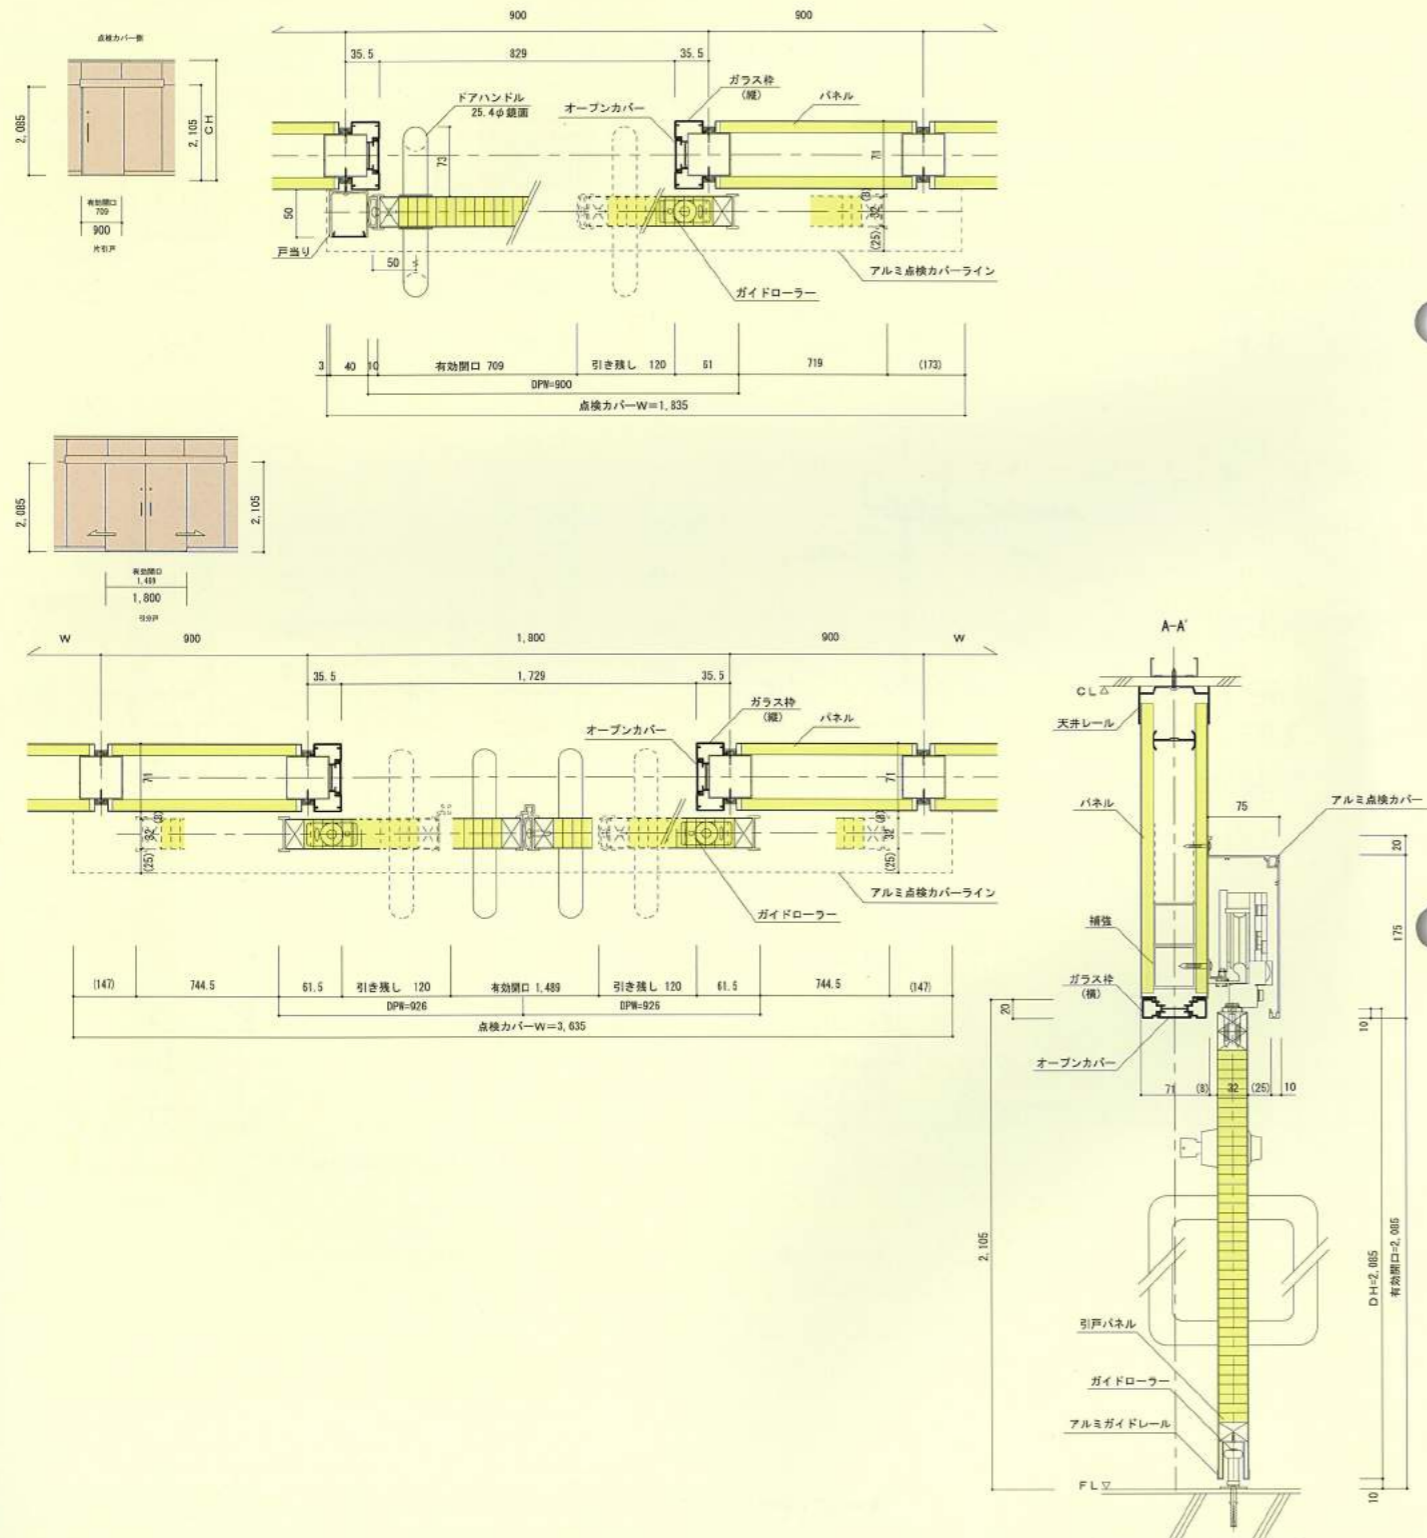 点検カバー側
2,085
2,105
CH
有効開口
709
900
片引戸
900
900
35.5
829
35.5
ガラス枠
(縦)
パネル
ドアハンドル
25.4φ鏡面
オープンカバー
73
71
50
(8)
32
(25)
戸当り
50
アルミ点検カバーライン
ガイドローラー
3
40
10
有効開口 709
引き残し 120
61
719
(173)
DPW=900
点検カバーW=1,835
2,085
2,105
有効開口
1,489
1,800
引分戸
W
900
1,800
900
W
35.5
1,729
35.5
ガラス枠
(縦)
パネル
オープンカバー
71
71
(8)
32
(25)
(8)
32
(25)
アルミ点検カバーライン
ガイドローラー
(147)
744.5
61.5
引き残し 120
有効開口 1,489
引き残し 120
61.5
744.5
(147)
DPW=926
DPW=926
点検カバーW=3,635
A-A'
CL
天井レール
パネル
75
アルミ点検カバー
20
175
補強
ガラス枠
(横)
20
10
オープンカバー
71
(8)
32
(25)
10
2,105
DH=2,085
有効開口=2,085
引戸パネル
ガイドローラー
アルミガイドレール
FL
10